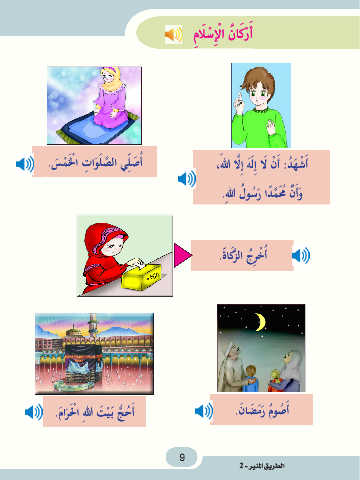 أَرْكَانُ الْإِسْلَامِ
أَشْهَدُ: أَنْ لَا إِلَهَ إِلَّا اللهُ،
وَأَنَّ مُحَمَّدًا رَسُولُ اللهِ.
أُصَلِّي الصَّلَوَاتِ الْخَمْسَ.
أُخْرِجُ الزَّكَاةَ.
الزكاة
أَصُومُ رَمَضَانَ.
أَحُجُّ بَيْتَ اللهِ الْحَرَامَ.
9
الطريق المنير - 2